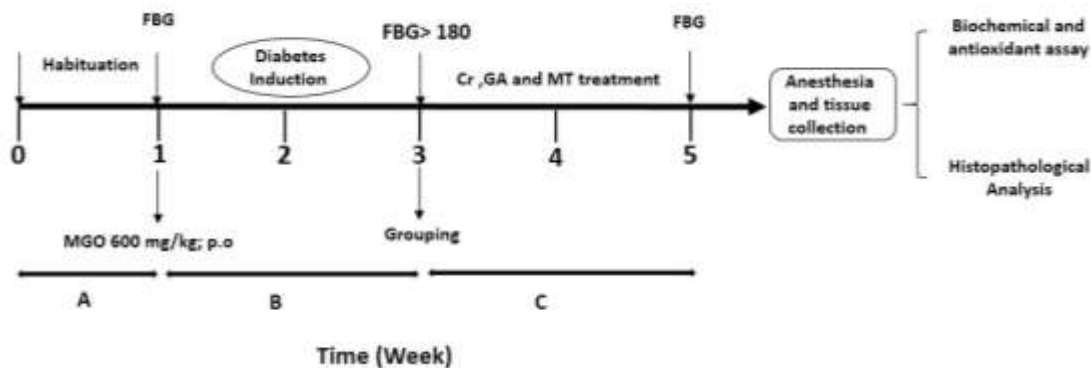 FBG
FBG> 180
FBG
Habituation
Diabetes
Induction
Cr ,GA and MT treatment
Anesthesia
and tissue
collection
Biochemical and
antioxidant assay
Histopathological
Analysis
0
1
2
3
4
5
MGO 600 mg/kg; p.o
Grouping
A
B
C
Time (Week)